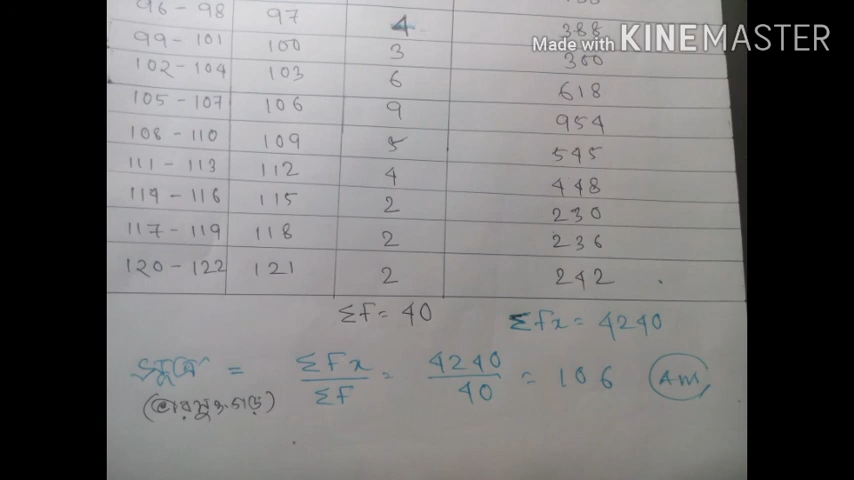 96 - 98 97 4 388
Made with KINEMASTER
99 - 101 100 3 300
102 - 104 103 6 618
105 - 107 106 9 954
108 - 110 109 5 545
111 - 113 112 4 448
114 - 116 115 2 230
117 - 119 118 2 236
120 - 122 121 2 242
Σf = 40 Σfx = 4240
= ΣFx / ΣF = 4240 / 40 = 106 Ans